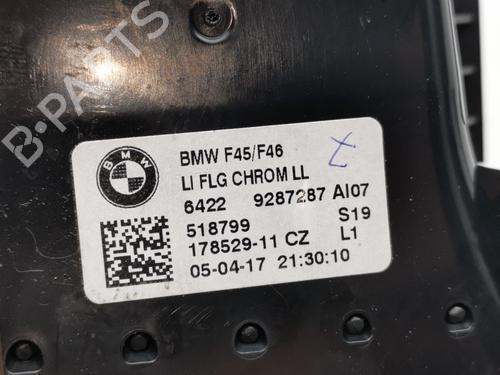 B-PARTS
BMW
BMW F45/F46
LI FLG CHROM LL
6422 9287287 AI07
518799 S19
178529-11 CZ L1
05-04-17 21:30:10